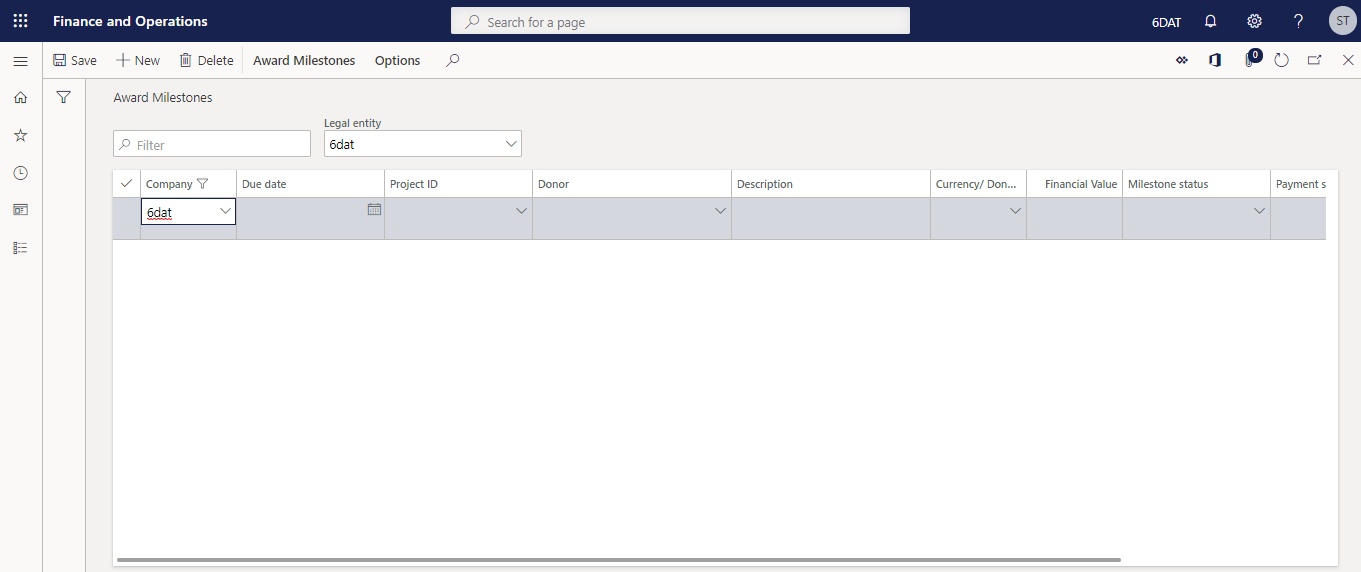 Finance and Operations
Search for a page
6DAT
?
ST
Save
New
Delete
Award Milestones
Options
0
Award Milestones
Filter
Legal entity
6dat
Company
Due date
Project ID
Donor
Description
Currency/ Don...
Financial Value
Milestone status
Payment s
6dat